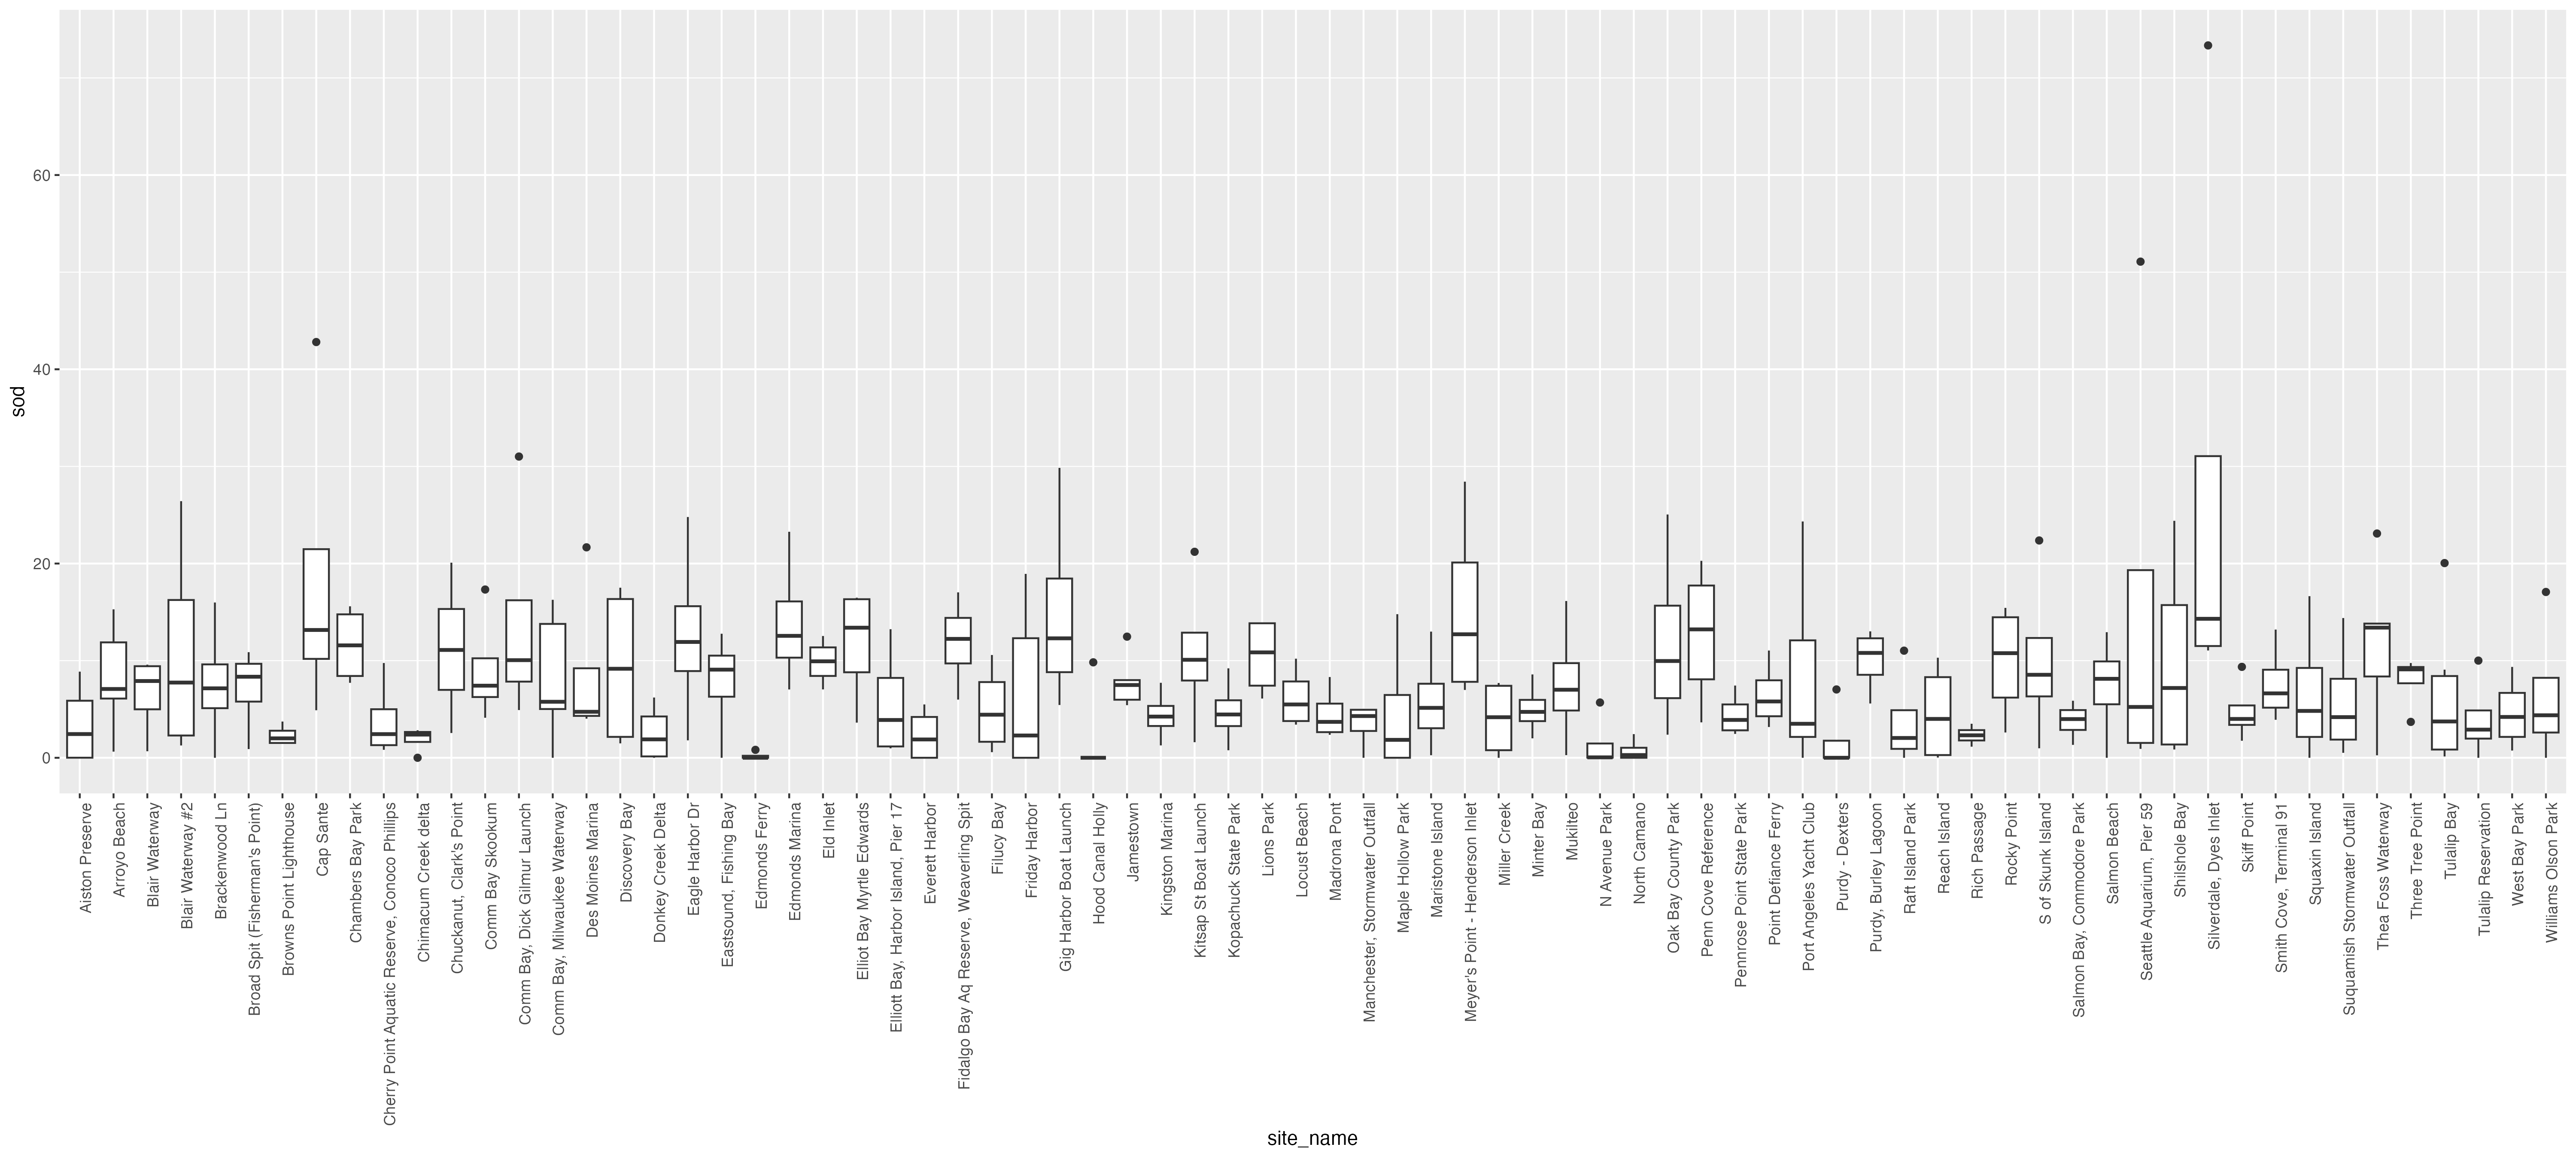 60
40
20
0
sod
Aiston Preserve
Arroyo Beach
Blair Waterway
Blair Waterway #2
Brackenwood Ln
Broad Spit (Fisherman's Point)
Browns Point Lighthouse
Cap Sante
Chambers Bay Park
Cherry Point Aquatic Reserve, Conoco Phillips
Chimacum Creek delta
Chuckanut, Clark's Point
Comm Bay Skookum
Comm Bay, Dick Gilmur Launch
Comm Bay, Milwaukee Waterway
Des Moines Marina
Discovery Bay
Donkey Creek Delta
Eagle Harbor Dr
Eastsound, Fishing Bay
Edmonds Ferry
Edmonds Marina
Eld Inlet
Elliot Bay Myrtle Edwards
Elliott Bay, Harbor Island, Pier 17
Everett Harbor
Fidalgo Bay Aq Reserve, Weaverling Spit
Filucy Bay
Friday Harbor
Gig Harbor Boat Launch
Hood Canal Holly
Jamestown
Kingston Marina
Kitsap St Boat Launch
Kopachuck State Park
Lions Park
Locust Beach
Madrona Pont
Manchester, Stormwater Outfall
Maple Hollow Park
Maristone Island
Meyer's Point - Henderson Inlet
Miller Creek
Minter Bay
Mukilteo
N Avenue Park
North Camano
Oak Bay County Park
Penn Cove Reference
Pennrose Point State Park
Point Defiance Ferry
Port Angeles Yacht Club
Purdy - Dexters
Purdy, Burley Lagoon
Raft Island Park
Reach Island
Rich Passage
Rocky Point
S of Skunk Island
Salmon Bay, Commodore Park
Salmon Beach
Seattle Aquarium, Pier 59
Shilshole Bay
Silverdale, Dyes Inlet
Skiff Point
Smith Cove, Terminal 91
Squaxin Island
Suquamish Stormwater Outfall
Thea Foss Waterway
Three Tree Point
Tulalip Bay
Tulalip Reservation
West Bay Park
Williams Olson Park
site_name